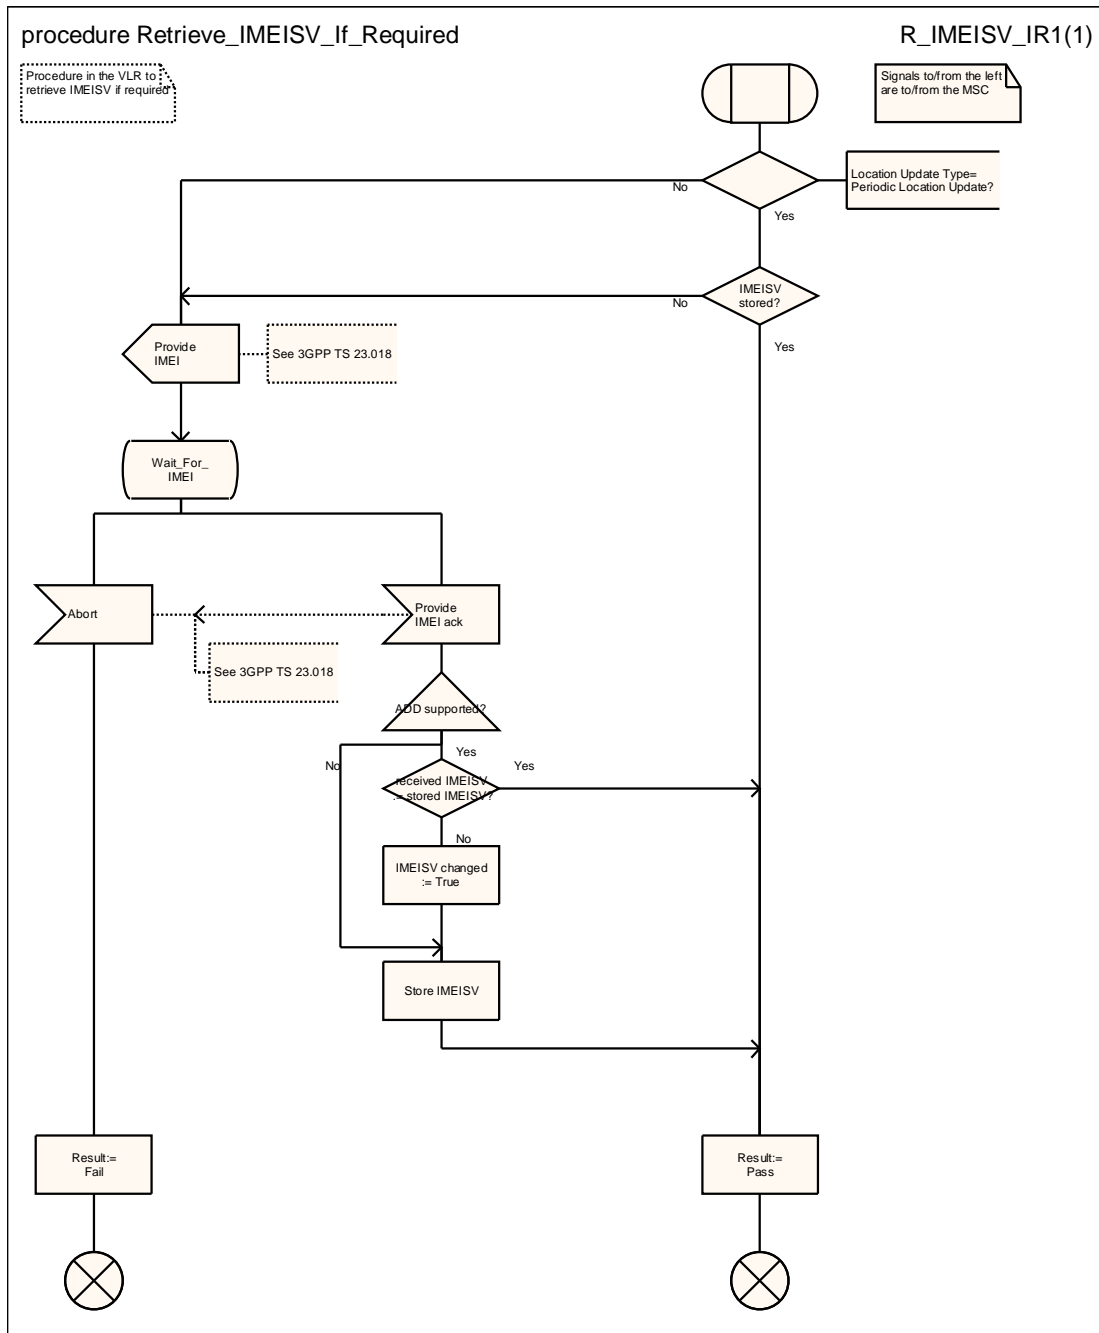 procedure Retrieve_IMEISV_If_Required
R_IMEISV_IR1(1)
Procedure in the VLR to
retrieve IMEISV if required
Signals to/from the left
are to/from the MSC
Location Update Type=
Periodic Location Update?
No
Yes
IMEISV
stored?
No
Yes
Provide
IMEI
See 3GPP TS 23.018
Wait_For_
IMEI
Abort
Provide
IMEI ack
See 3GPP TS 23.018
ADD supported?
Yes
No
received IMEISV
:= stored IMEISV?
Yes
No
IMEISV changed
:= True
Store IMEISV
Result:=
Fail
Result:=
Pass